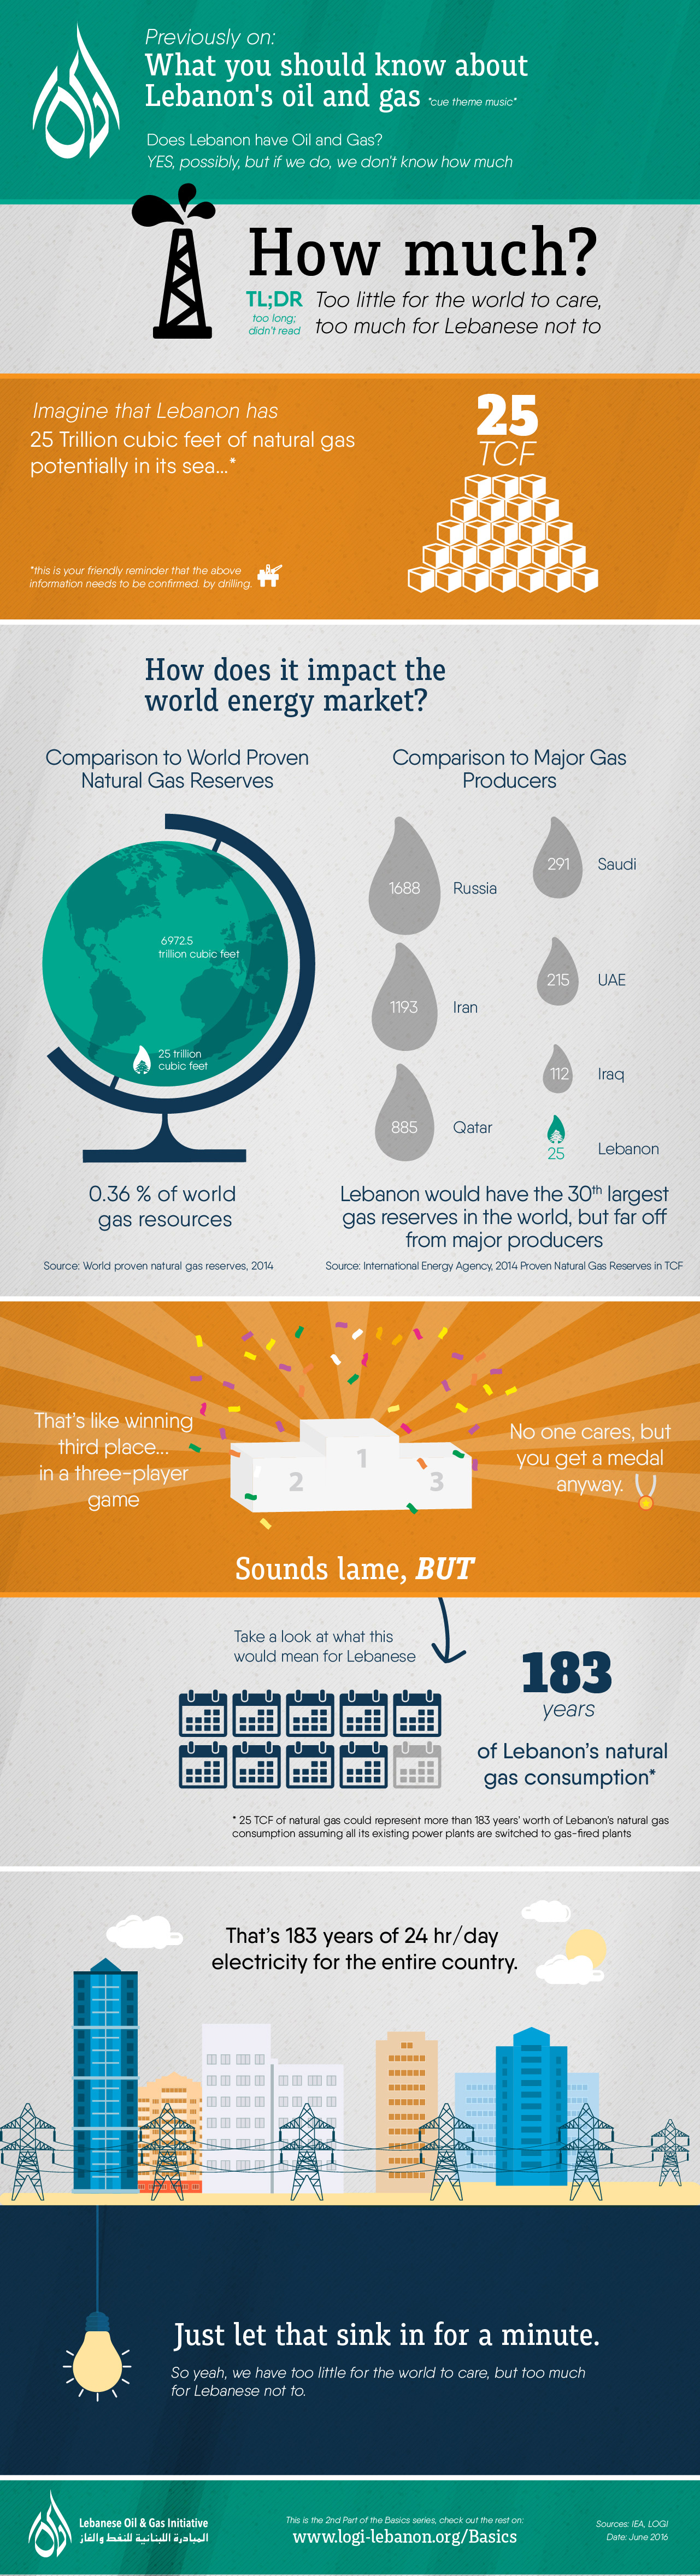 Previously on:
What you should know about
Lebanon's oil and gas *cue theme music*
Does Lebanon have Oil and Gas?
YES, possibly, but if we do, we don't know how much
How much?
TL;DR
too long;
didn't read
Too little for the world to care,
too much for Lebanese not to
Imagine that Lebanon has
25 Trillion cubic feet of natural gas
potentially in its sea...*
25
TCF
*this is your friendly reminder that the above
information needs to be confirmed. by drilling.
How does it impact the
world energy market?
Comparison to World Proven
Natural Gas Reserves
6972.5
trillion cubic feet
25 trillion
cubic feet
0.36 % of world
gas resources
Source: World proven natural gas reserves, 2014
Comparison to Major Gas
Producers
1688 Russia
291 Saudi
1193 Iran
215 UAE
885 Qatar
112 Iraq
25 Lebanon
Lebanon would have the 30th largest
gas reserves in the world, but far off
from major producers
Source: International Energy Agency, 2014 Proven Natural Gas Reserves in TCF
That's like winning
third place...
in a three-player
game
2 1 3
No one cares, but
you get a medal
anyway.
Sounds lame, BUT
Take a look at what this
would mean for Lebanese
183
years
of Lebanon's natural
gas consumption*
* 25 TCF of natural gas could represent more than 183 years' worth of Lebanon's natural gas
consumption assuming all its existing power plants are switched to gas-fired plants
That's 183 years of 24 hr/day
electricity for the entire country.
Just let that sink in for a minute.
So yeah, we have too little for the world to care, but too much
for Lebanese not to.
Lebanese Oil & Gas Initiative
المبادرة اللبنانية للنفط والغاز
This is the 2nd Part of the Basics series, check out the rest on:
www.logi-lebanon.org/Basics
Sources: IEA, LOGI
Date: June 2016